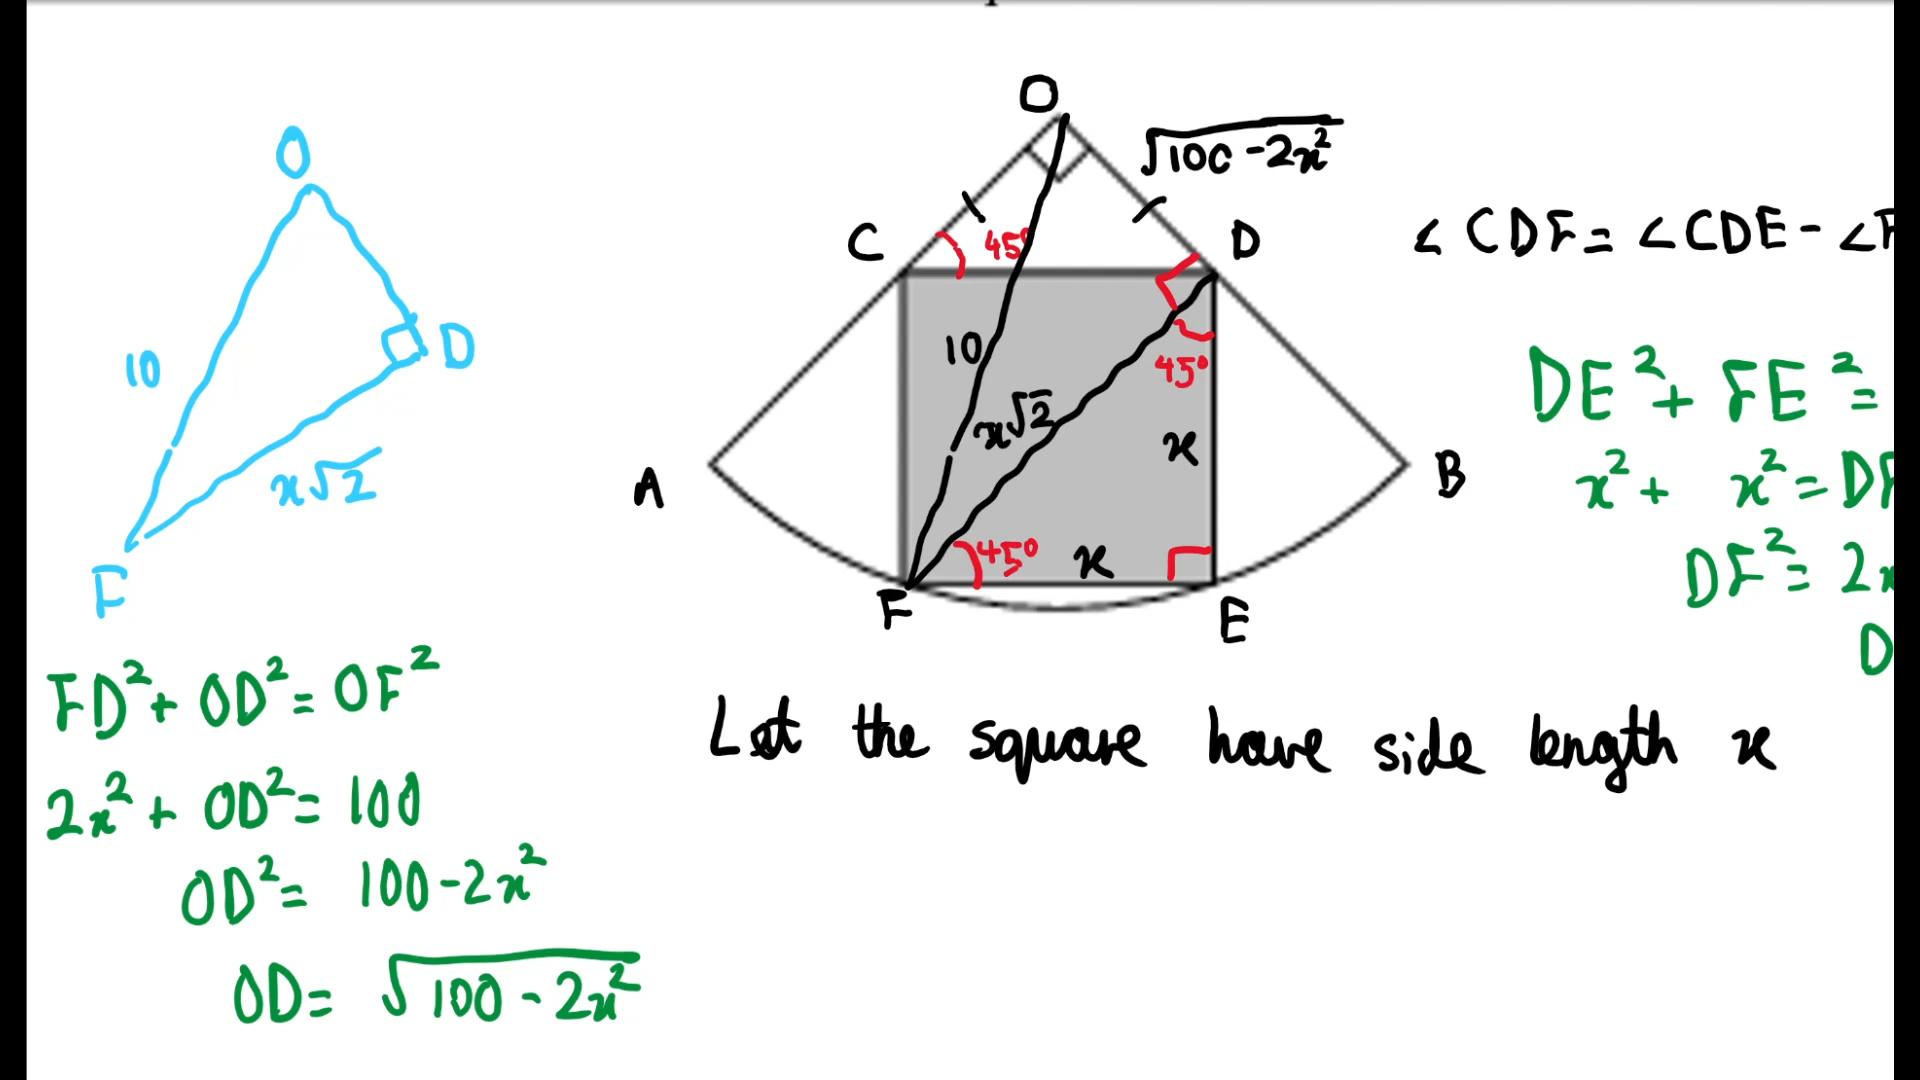 O
10
D
x√2
F
FD² + OD² = OF²
2x² + OD² = 100
OD² = 100 - 2x²
OD = √100 - 2x²
O
√100 - 2x²
C
45°
D
10
45°
x√2
x
A
B
45°
x
F
E
Let the square have side length x
∠CDF = ∠CDE - ∠F
DE² + FE² =
x² + x² = DF
DF² = 2x
D